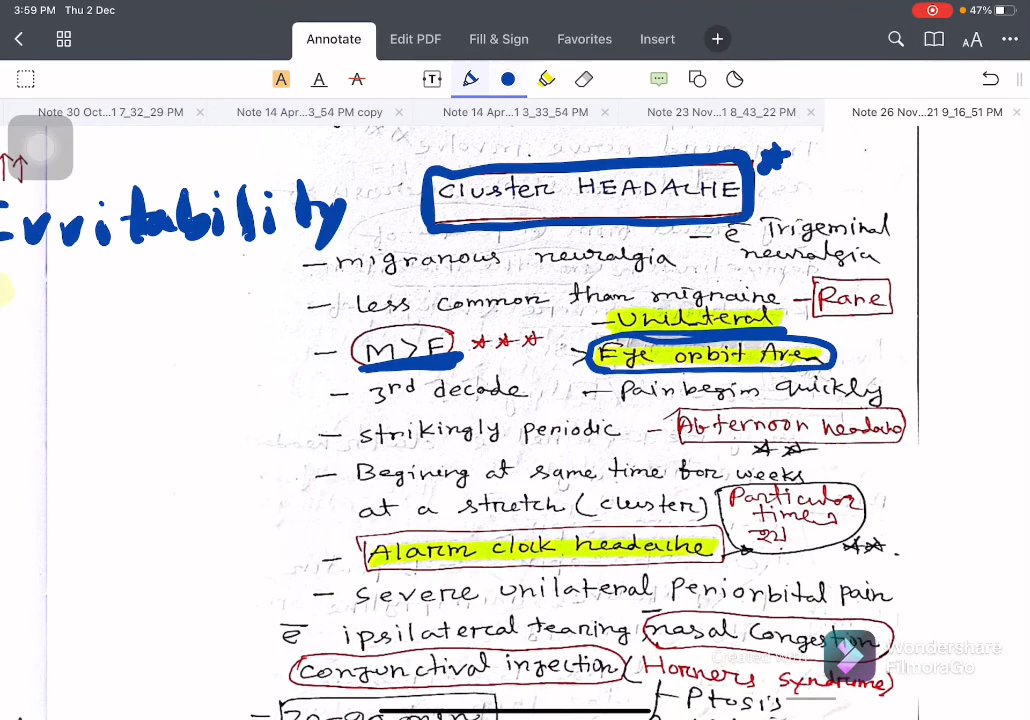 3:59 PM Thu 2 Dec 47%
Annotate Edit PDF Fill & Sign Favorites Insert
Note 30 Oct...1 7_32_29 PM Note 14 Apr...3_54 PM copy Note 14 Apr...1 3_33_54 PM Note 23 Nov...1 8_43_22 PM Note 26 Nov...21 9_16_51 PM
Irritability
Cluster HEADACHE
- migranous neuralgia - ē Trigeminal neuralgia
- less common than migraine - Rare
- Unilateral
- M>F *** > Eye orbit Area
- 3rd decade + Pain begin quickly
- strikingly periodic - Afternoon headache
- Begining at same time for weeks
at a stretch (cluster)
Particular
time
- Alarm clock headache
- severe unilateral Periorbital pain
ē ipsilateral tearing, nasal congestion
conjunctival injection (Horners syndrome)
- Ptosis
Created with
Wondershare
FilmoraGo